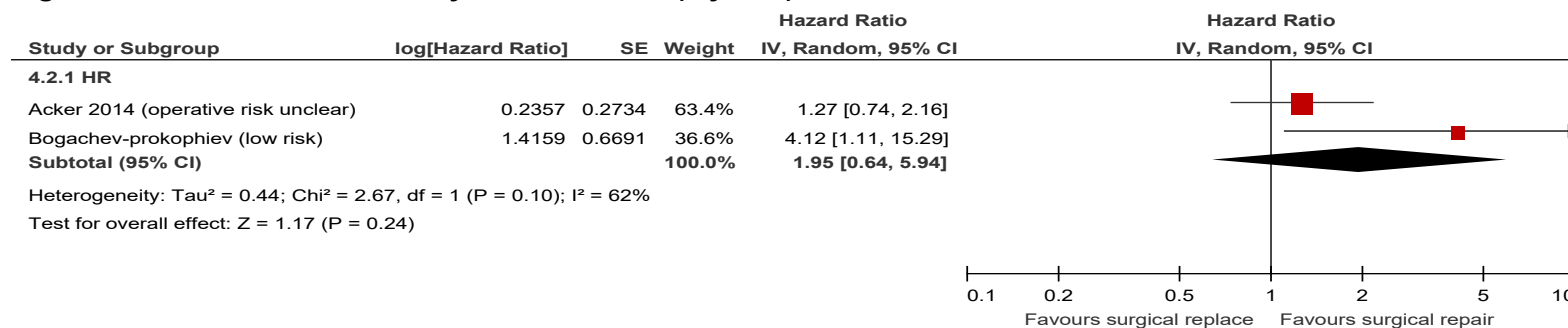 Hazard Ratio Hazard Ratio
Study or Subgroup log[Hazard Ratio] SE Weight IV, Random, 95% CI IV, Random, 95% CI
4.2.1 HR
Acker 2014 (operative risk unclear) 0.2357 0.2734 63.4% 1.27 [0.74, 2.16]
Bogachev-prokophiev (low risk) 1.4159 0.6691 36.6% 4.12 [1.11, 15.29]
Subtotal (95% CI) 100.0% 1.95 [0.64, 5.94]
Heterogeneity: Tau² = 0.44; Chi² = 2.67, df = 1 (P = 0.10); I² = 62%
Test for overall effect: Z = 1.17 (P = 0.24)
0.1 0.2 0.5 1 2 5 10
Favours surgical replace Favours surgical repair